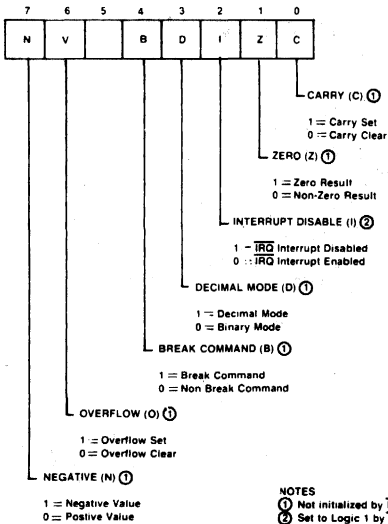 7 6 5 4 3 2 1 0
N V B D I Z C
CARRY (C) ①
1 = Carry Set
0 = Carry Clear
ZERO (Z) ①
1 = Zero Result
0 = Non-Zero Result
INTERRUPT DISABLE (I) ②
1 = IRQ Interrupt Disabled
0 = IRQ Interrupt Enabled
DECIMAL MODE (D) ①
1 = Decimal Mode
0 = Binary Mode
BREAK COMMAND (B) ①
1 = Break Command
0 = Non Break Command
OVERFLOW (O) ①
1 = Overflow Set
0 = Overflow Clear
NEGATIVE (N) ①
1 = Negative Value
0 = Postive Value
NOTES
① Not initialized by
② Set to Logic 1 by